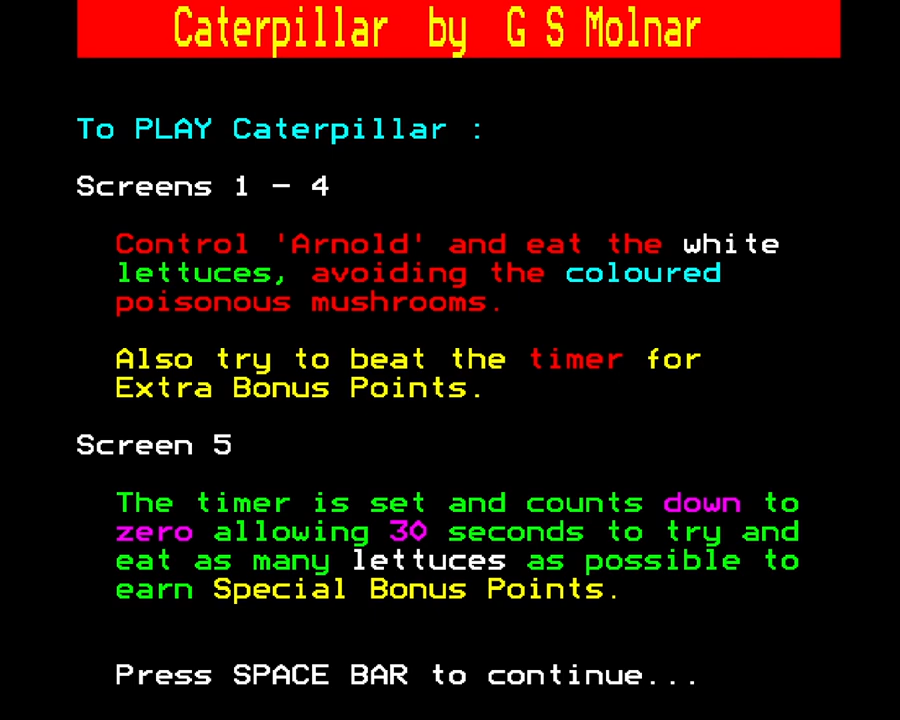 Caterpillar by G S Molnar
To PLAY Caterpillar :
Screens 1 - 4
Control 'Arnold' and eat the white
lettuces, avoiding the coloured
poisonous mushrooms.
Also try to beat the timer for
Extra Bonus Points.
Screen 5
The timer is set and counts down to
zero allowing 30 seconds to try and
eat as many lettuces as possible to
earn Special Bonus Points.
Press SPACE BAR to continue...